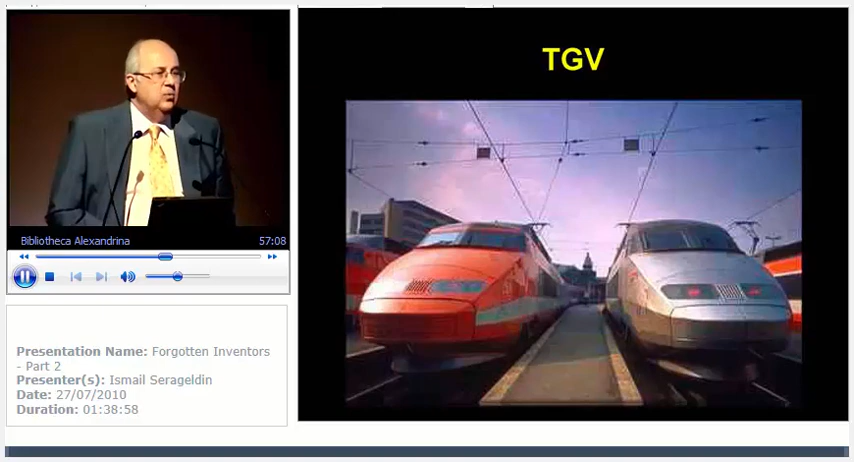 TGV
Bibliotheca Alexandrina 57:08
Presentation Name: Forgotten Inventors
- Part 2
Presenter(s): Ismail Serageldin
Date: 27/07/2010
Duration: 01:38:58